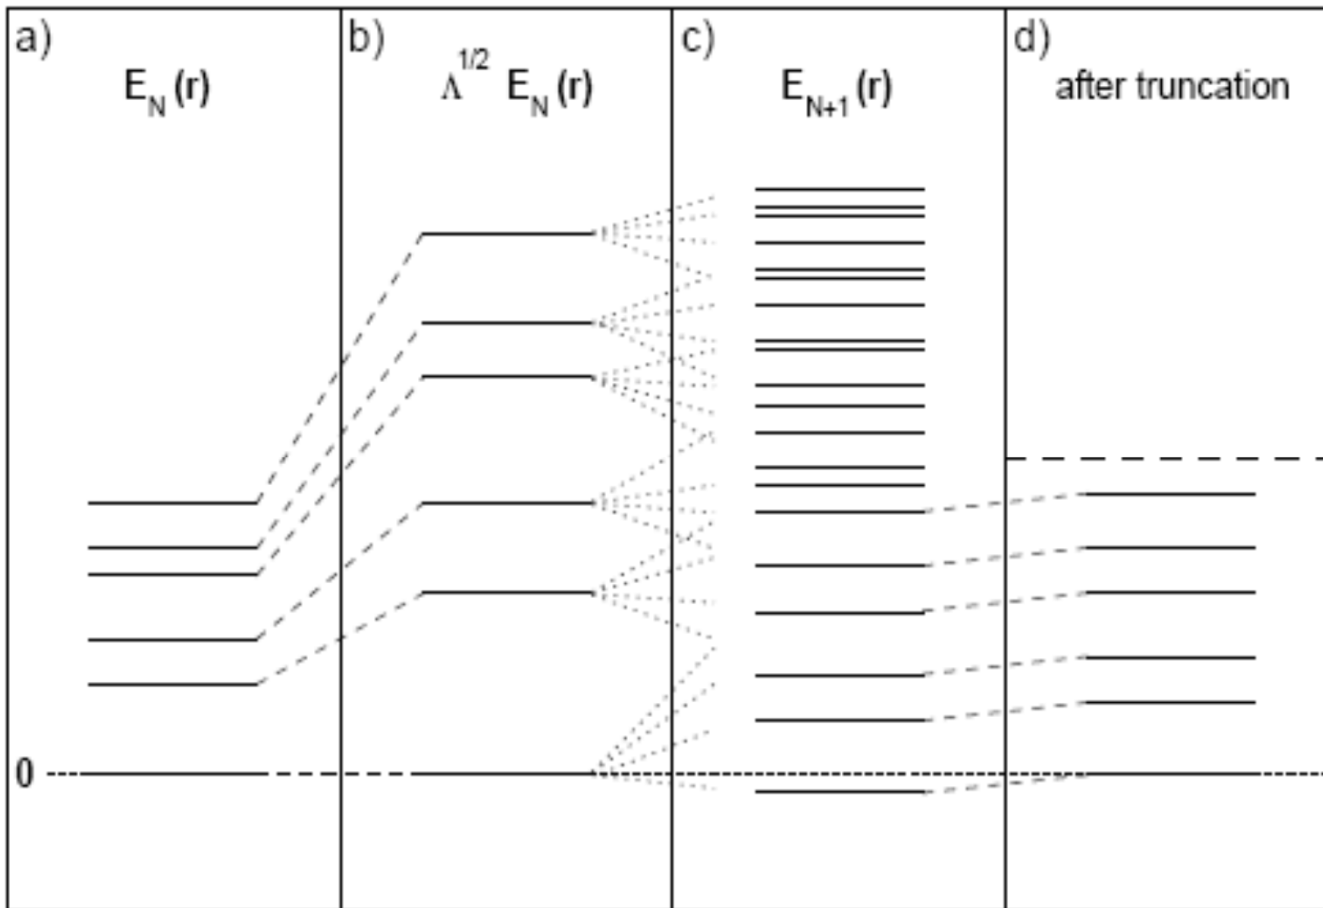 a)
E_N (r)
b)
Λ^1/2 E_N (r)
c)
E_N+1 (r)
d)
after truncation
0